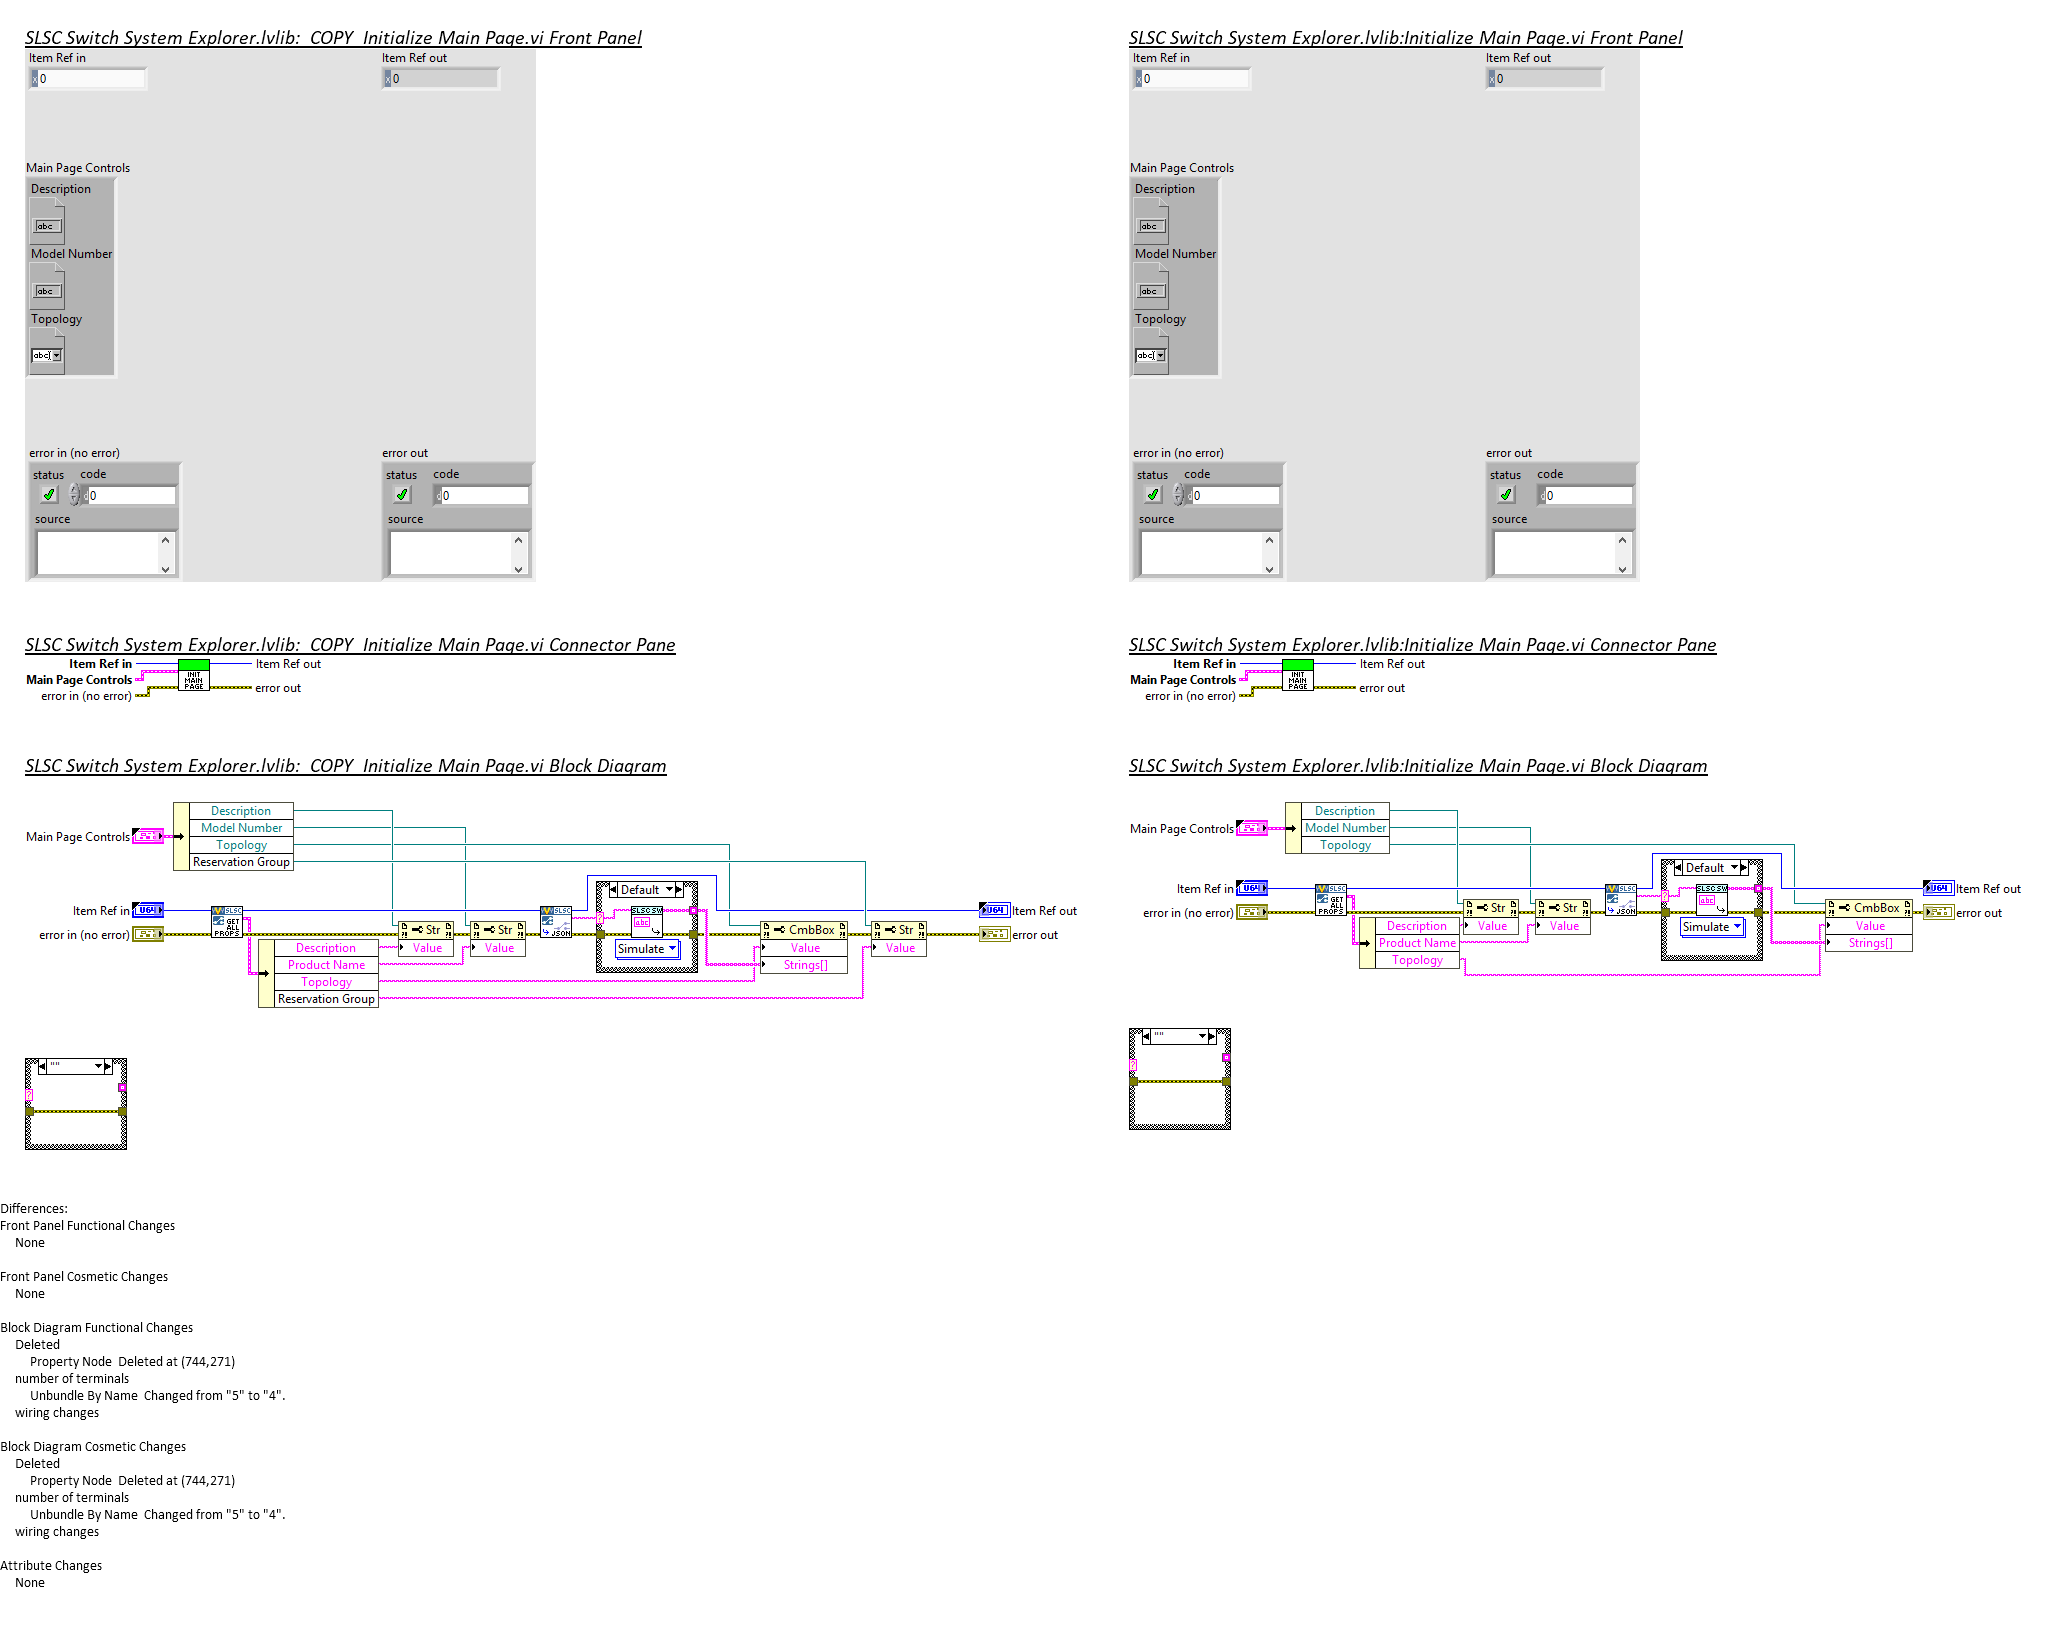 SLSC Switch System Explorer.lvlib:  COPY  Initialize Main Page.vi Front Panel
Item Ref in
Item Ref out
x 0
x 0
Main Page Controls
Description
abc
Model Number
abc
Topology
abc
error in (no error)
error out
status
code
status
code
d 0
d 0
source
source
SLSC Switch System Explorer.lvlib:  COPY  Initialize Main Page.vi Connector Pane
Item Ref in
Item Ref out
Main Page Controls
INIT
MAIN
PAGE
error in (no error)
error out
SLSC Switch System Explorer.lvlib:  COPY  Initialize Main Page.vi Block Diagram
Main Page Controls
Description
Model Number
Topology
Reservation Group
Default
Item Ref in
U64
SLSC
SLSC
SLSC SW
U64
Item Ref out
error in (no error)
GET
ALL
PROPS
JSON
abc
Str
Str
CmbBox
Str
error out
Description
Value
Value
Simulate
Value
Value
Product Name
Strings[]
Topology
Reservation Group
""
SLSC Switch System Explorer.lvlib:Initialize Main Page.vi Front Panel
Item Ref in
Item Ref out
x 0
x 0
Main Page Controls
Description
abc
Model Number
abc
Topology
abc
error in (no error)
error out
status
code
status
code
d 0
d 0
source
source
SLSC Switch System Explorer.lvlib:Initialize Main Page.vi Connector Pane
Item Ref in
Item Ref out
Main Page Controls
INIT
MAIN
PAGE
error in (no error)
error out
SLSC Switch System Explorer.lvlib:Initialize Main Page.vi Block Diagram
Main Page Controls
Description
Model Number
Topology
Default
Item Ref in
U64
SLSC
SLSC
SLSC SW
U64
Item Ref out
error in (no error)
GET
ALL
PROPS
Str
Str
JSON
abc
CmbBox
error out
Description
Value
Value
Simulate
Value
Product Name
Strings[]
Topology
""
Differences:
Front Panel Functional Changes
None
Front Panel Cosmetic Changes
None
Block Diagram Functional Changes
Deleted
Property Node  Deleted at (744,271)
number of terminals
Unbundle By Name  Changed from "5" to "4".
wiring changes
Block Diagram Cosmetic Changes
Deleted
Property Node  Deleted at (744,271)
number of terminals
Unbundle By Name  Changed from "5" to "4".
wiring changes
Attribute Changes
None